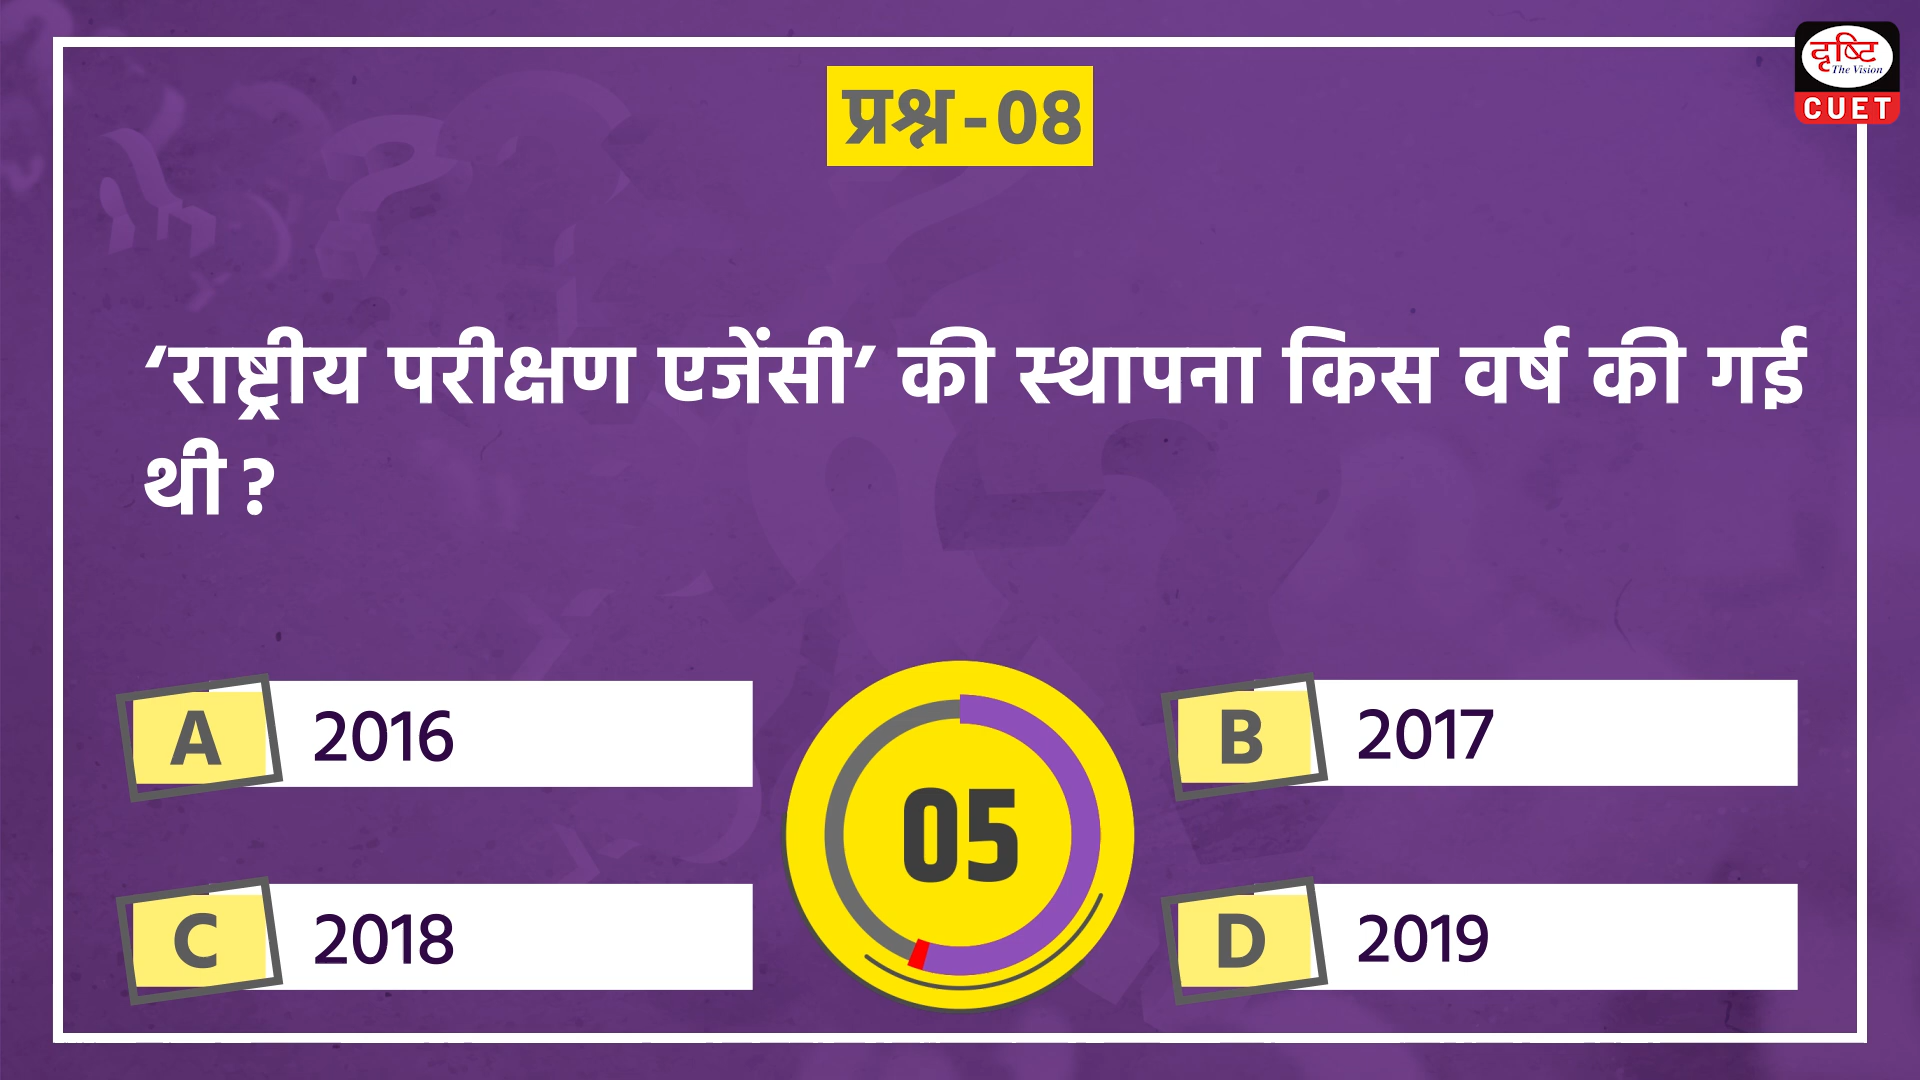 दृष्टि
The Vision
CUET
प्रश्न-08
‘राष्ट्रीय परीक्षण एजेंसी’ की स्थापना किस वर्ष की गई
थी?
A 2016
B 2017
05
C 2018
D 2019